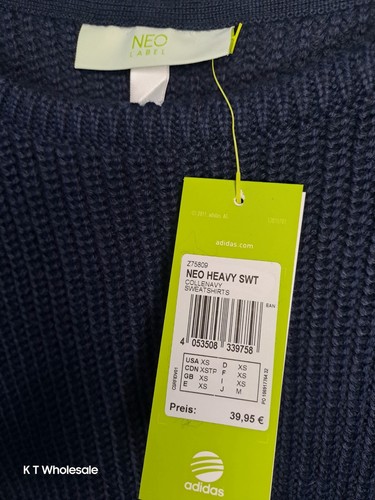 NEO
LABEL
adidas.com
Z75809
NEO HEAVY SWT
COLLENAVY
SWEATSHIRTS
EAN
4 053508 339758
USA XS D XS
CDN XSTP F XS
GB XS I XS
E XS J M
Preis: 39,95 €
adidas
K T Wholesale